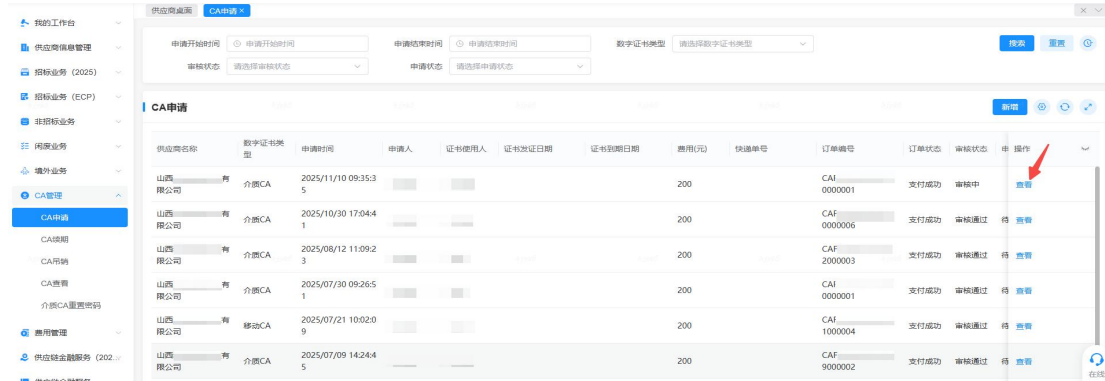 供应商桌面 CA申请 ×
我的工作台
供应商信息管理
招标业务 (2025)
招标业务 (ECP)
非招标业务
闲废业务
境外业务
CA管理
CA申请
CA续期
CA吊销
CA查看
介质CA重置密码
费用管理
供应链金融服务 (202...
申请开始时间 申请开始时间 申请结束时间 申请结束时间 数字证书类型 请选择数字证书类型 搜索 重置
审核状态 请选择审核状态 申请状态 请选择申请状态
CA申请 新增
供应商名称 数字证书类型 申请时间 申请人 证书使用人 证书发证日期 证书到期日期 费用(元) 快递单号 订单编号 订单状态 审核状态 申 操作
山西 有 介质CA 2025/11/10 09:35:3 200 支付成功 审核中 查看
限公司 5 0000001
山西 有 介质CA 2025/10/30 17:04:4 200 支付成功 审核通过 待 查看
限公司 1 0000006
山西 有 介质CA 2025/08/12 11:09:2 200 支付成功 审核通过 待 查看
限公司 3 2000003
山西 有 介质CA 2025/07/30 09:26:5 200 支付成功 审核通过 待 查看
限公司 1 0000001
山西 有 移动CA 2025/07/21 10:02:0 200 支付成功 审核通过 待 查看
限公司 9 1000004
山西 有 介质CA 2025/07/09 14:24:4 200 支付成功 审核通过 待 查看
限公司 5 9000002
在线